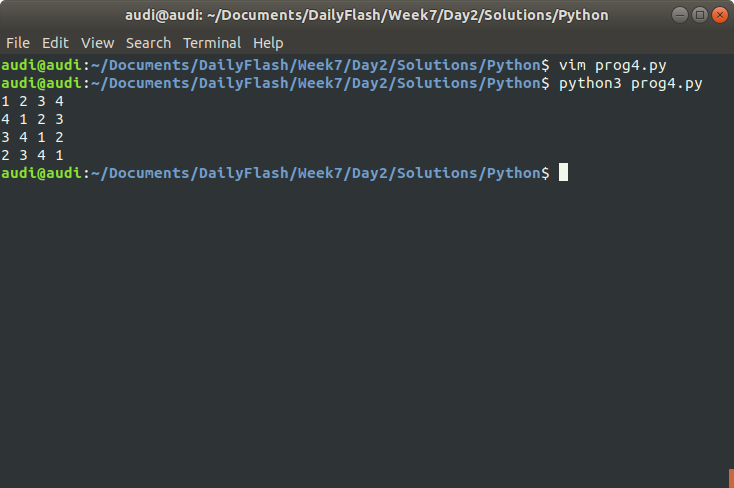 audi@audi: ~/Documents/DailyFlash/Week7/Day2/Solutions/Python
File Edit View Search Terminal Help
audi@audi:~/Documents/DailyFlash/Week7/Day2/Solutions/Python$ vim prog4.py
audi@audi:~/Documents/DailyFlash/Week7/Day2/Solutions/Python$ python3 prog4.py
1 2 3 4
4 1 2 3
3 4 1 2
2 3 4 1
audi@audi:~/Documents/DailyFlash/Week7/Day2/Solutions/Python$